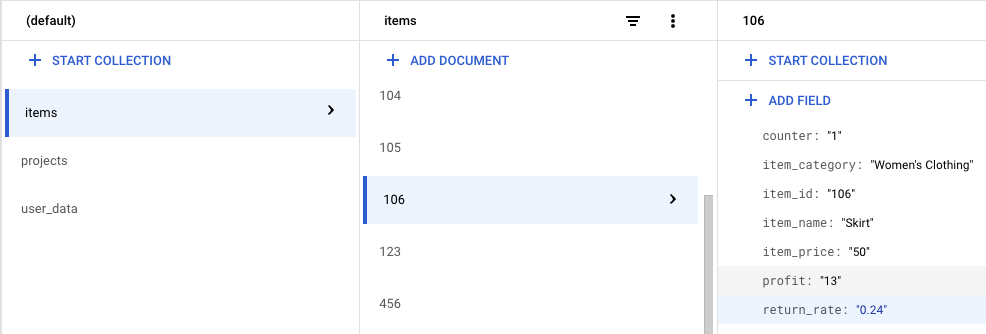 (default)
items
106
START COLLECTION
ADD DOCUMENT
START COLLECTION
items
projects
user_data
104
105
106
123
456
ADD FIELD
counter: "1"
item_category: "Women's Clothing"
item_id: "106"
item_name: "Skirt"
item_price: "50"
profit: "13"
return_rate: "0.24"